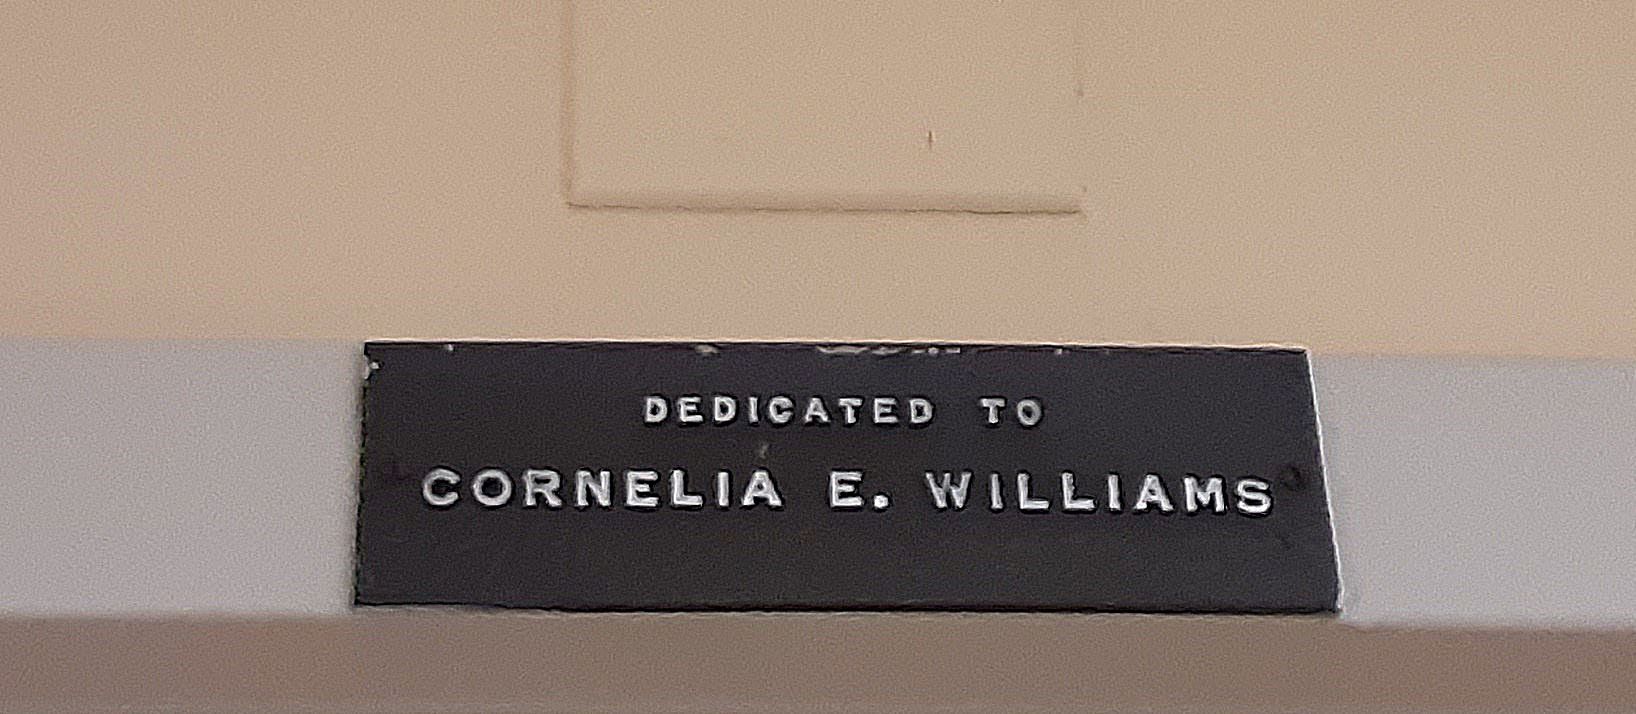 DEDICATED TO
CORNELIA E. WILLIAMS